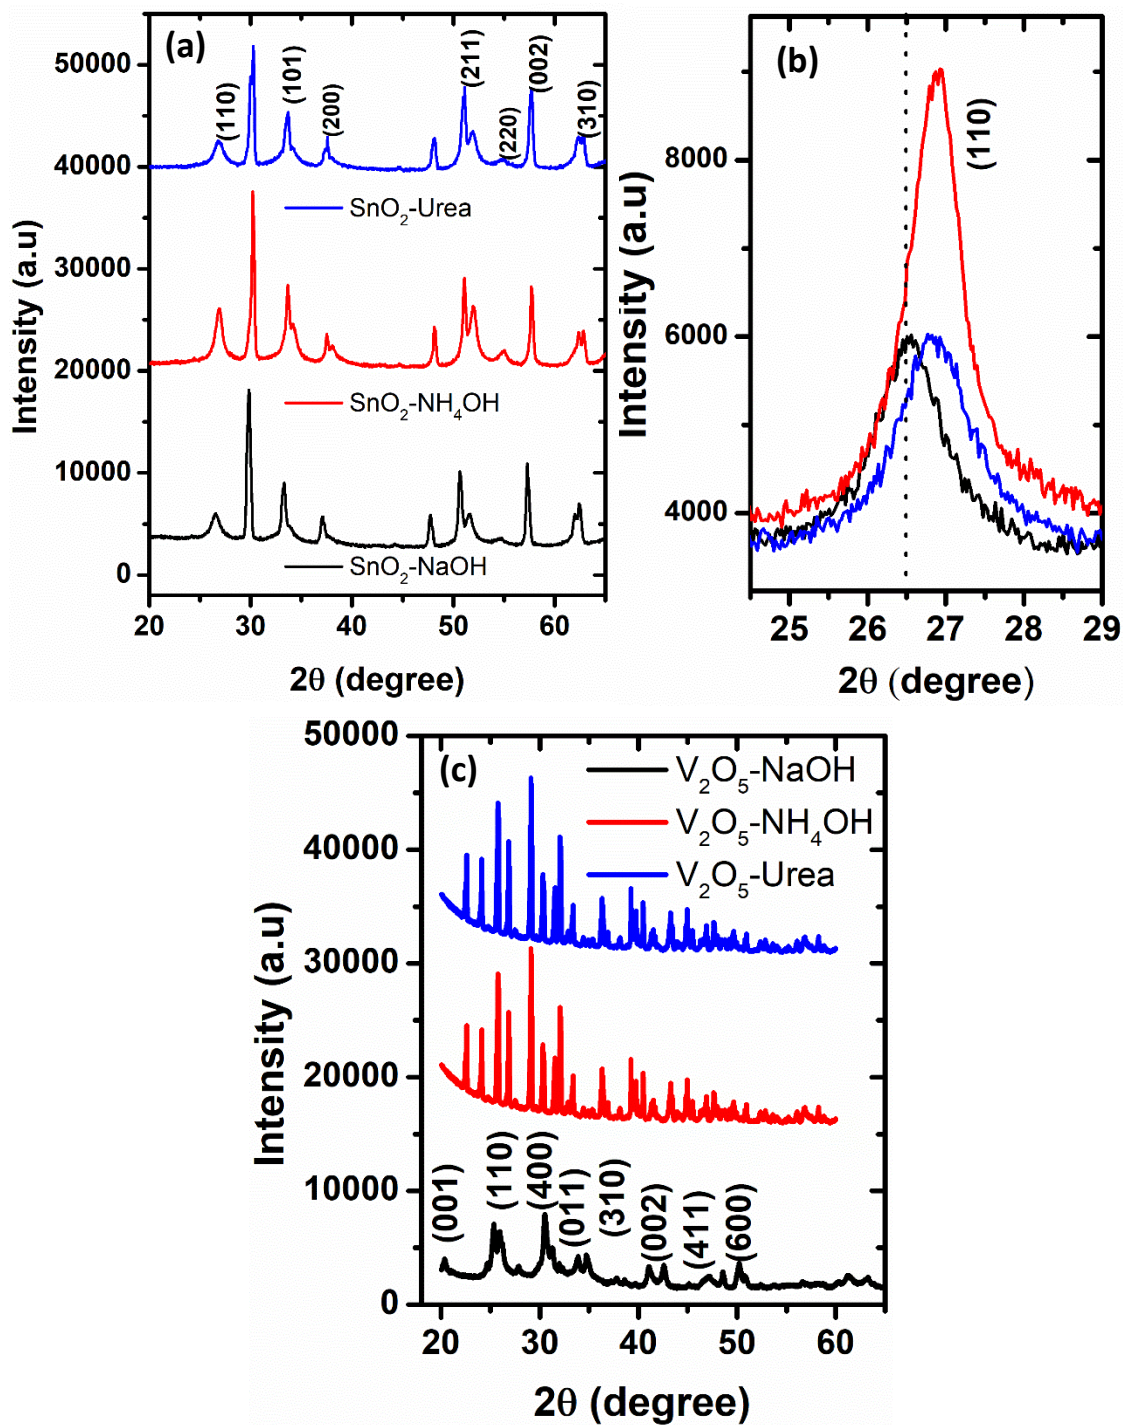 (a)
(110)
(101)
(200)
(211)
(220)
(002)
(310)
SnO2-Urea
SnO2-NH4OH
SnO2-NaOH
50000
40000
30000
20000
10000
0
Intensity (a.u)
20 30 40 50 60
2θ (degree)
(b)
(110)
8000
6000
4000
Intensity (a.u)
25 26 27 28 29
2θ (degree)
(c)
V2O5-NaOH
V2O5-NH4OH
V2O5-Urea
50000
40000
30000
20000
10000
0
Intensity (a.u)
(001)
(110)
(400)
(011)
(310)
(002)
(411)
(600)
20 30 40 50 60
2θ (degree)